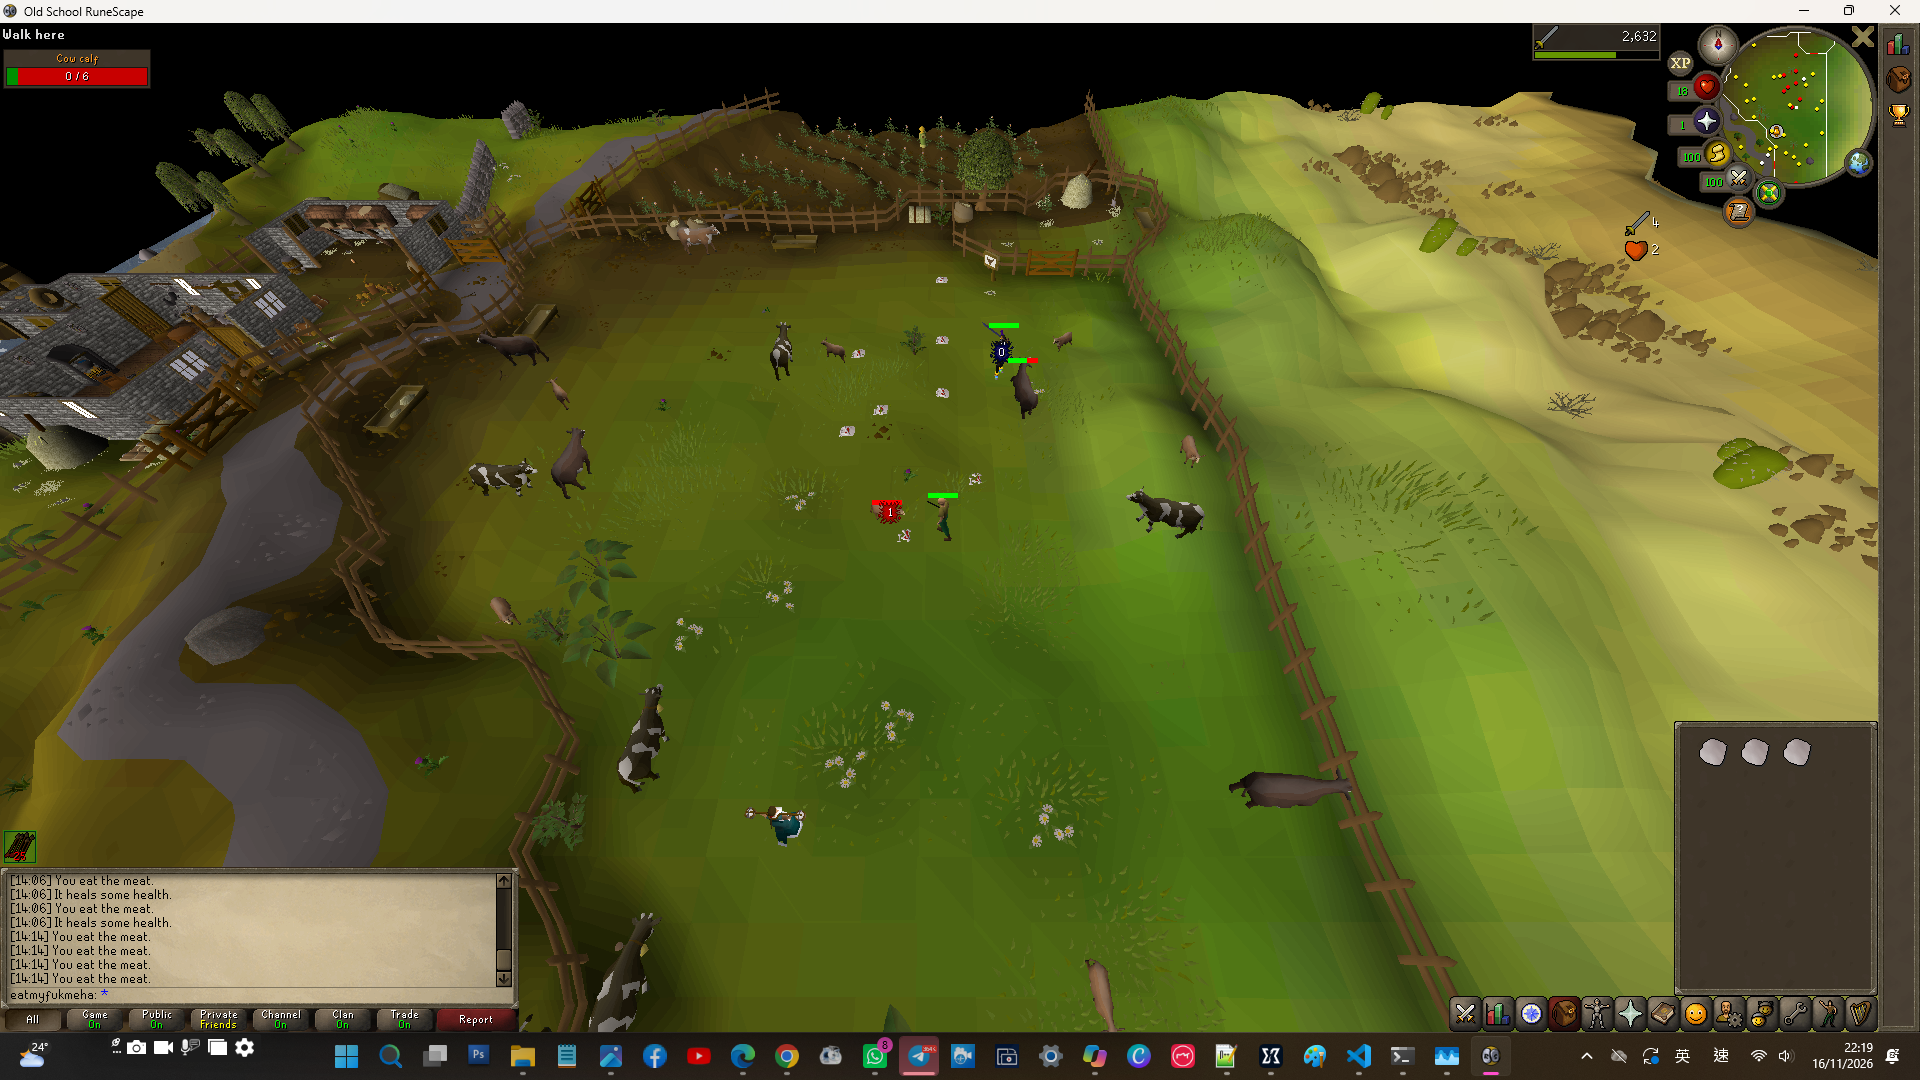 Old School RuneScape
Walk here
Cow calf
0 / 6
2,632
N
XP
18
1
100
100
4
2
0
1
23
[14:06] You eat the meat.
[14:06] It heals some health.
[14:06] You eat the meat.
[14:06] It heals some health.
[14:14] You eat the meat.
[14:14] You eat the meat.
[14:14] You eat the meat.
[14:14] You eat the meat.
eatmyfukmeha: *
All
Game
On
Public
On
Private
Friends
Channel
On
Clan
On
Trade
On
Report
24°
Ps
8
英
速
22:19
16/11/2026